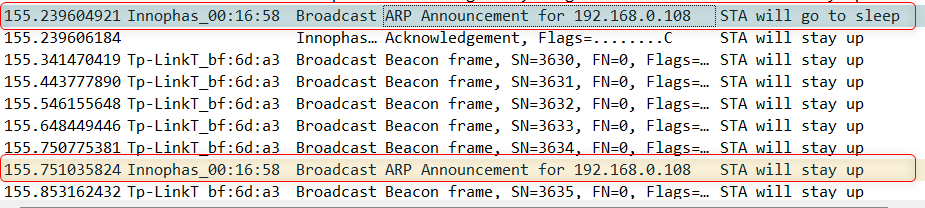 155.239604921 Innophas_00:16:58 Broadcast ARP Announcement for 192.168.0.108 STA will go to sleep
155.239606184 Innophas… Acknowledgement, Flags=........C STA will stay up
155.341470419 Tp-LinkT_bf:6d:a3 Broadcast Beacon frame, SN=3630, FN=0, Flags=… STA will stay up
155.443777890 Tp-LinkT_bf:6d:a3 Broadcast Beacon frame, SN=3631, FN=0, Flags=… STA will stay up
155.546155648 Tp-LinkT_bf:6d:a3 Broadcast Beacon frame, SN=3632, FN=0, Flags=… STA will stay up
155.648449446 Tp-LinkT_bf:6d:a3 Broadcast Beacon frame, SN=3633, FN=0, Flags=… STA will stay up
155.750775381 Tp-LinkT_bf:6d:a3 Broadcast Beacon frame, SN=3634, FN=0, Flags=… STA will stay up
155.751035824 Innophas_00:16:58 Broadcast ARP Announcement for 192.168.0.108 STA will stay up
155.853162432 Tp-LinkT_bf:6d:a3 Broadcast Beacon frame, SN=3635, FN=0, Flags=… STA will stay up